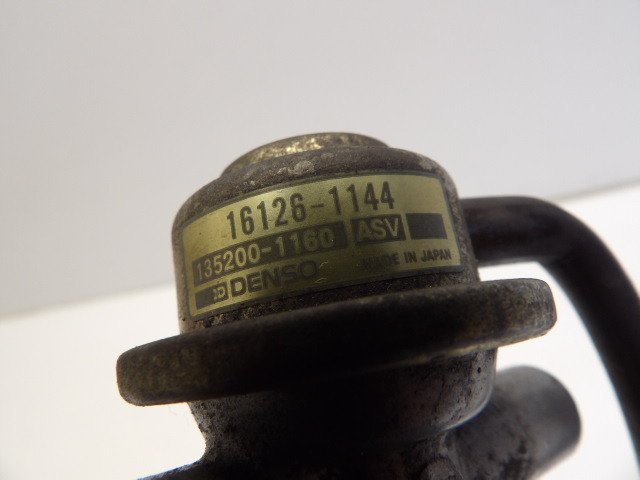 16126-1144
135200-1160 ASV
DENSO MADE IN JAPAN